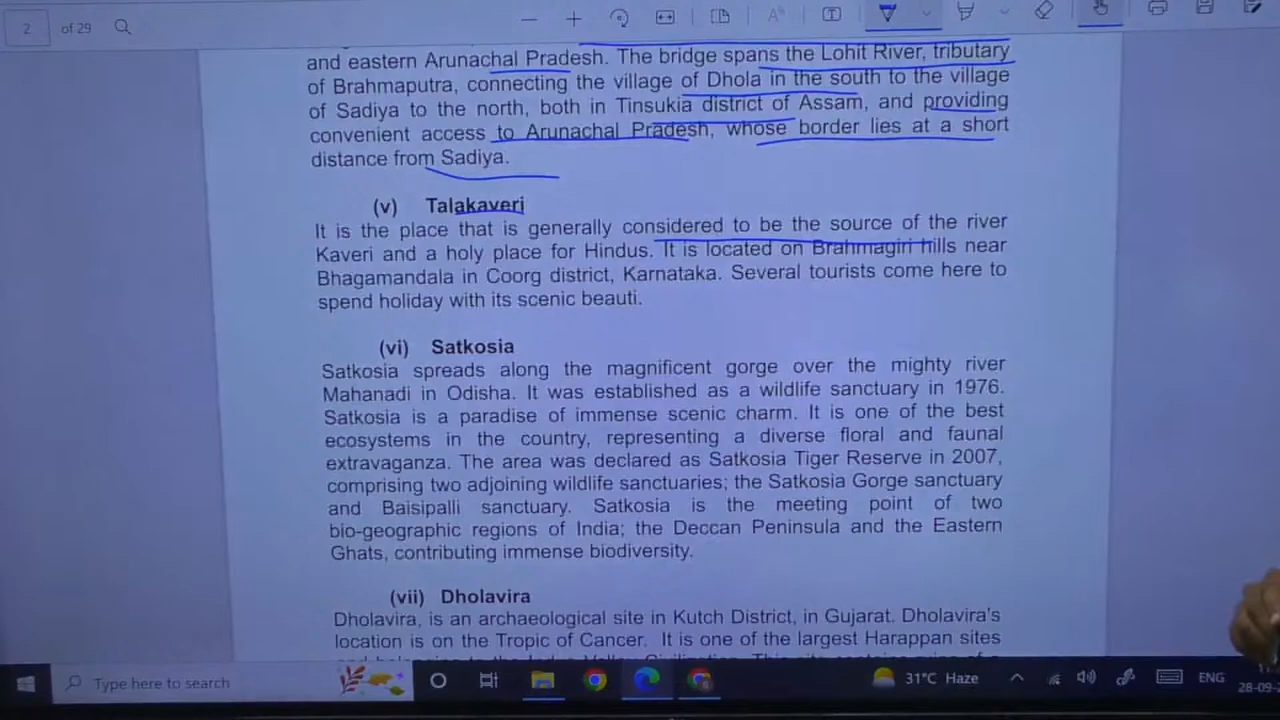 2 of 29
and eastern Arunachal Pradesh. The bridge spans the Lohit River, tributary
of Brahmaputra, connecting the village of Dhola in the south to the village
of Sadiya to the north, both in Tinsukia district of Assam, and providing
convenient access to Arunachal Pradesh, whose border lies at a short
distance from Sadiya.
(v) Talakaveri
It is the place that is generally considered to be the source of the river
Kaveri and a holy place for Hindus. It is located on Brahmagiri hills near
Bhagamandala in Coorg district, Karnataka. Several tourists come here to
spend holiday with its scenic beauti.
(vi) Satkosia
Satkosia spreads along the magnificent gorge over the mighty river
Mahanadi in Odisha. It was established as a wildlife sanctuary in 1976.
Satkosia is a paradise of immense scenic charm. It is one of the best
ecosystems in the country, representing a diverse floral and faunal
extravaganza. The area was declared as Satkosia Tiger Reserve in 2007,
comprising two adjoining wildlife sanctuaries; the Satkosia Gorge sanctuary
and Baisipalli sanctuary. Satkosia is the meeting point of two
bio-geographic regions of India; the Deccan Peninsula and the Eastern
Ghats, contributing immense biodiversity.
(vii) Dholavira
Dholavira, is an archaeological site in Kutch District, in Gujarat. Dholavira's
location is on the Tropic of Cancer. It is one of the largest Harappan sites
Type here to search
31°C Haze
ENG
28-09-